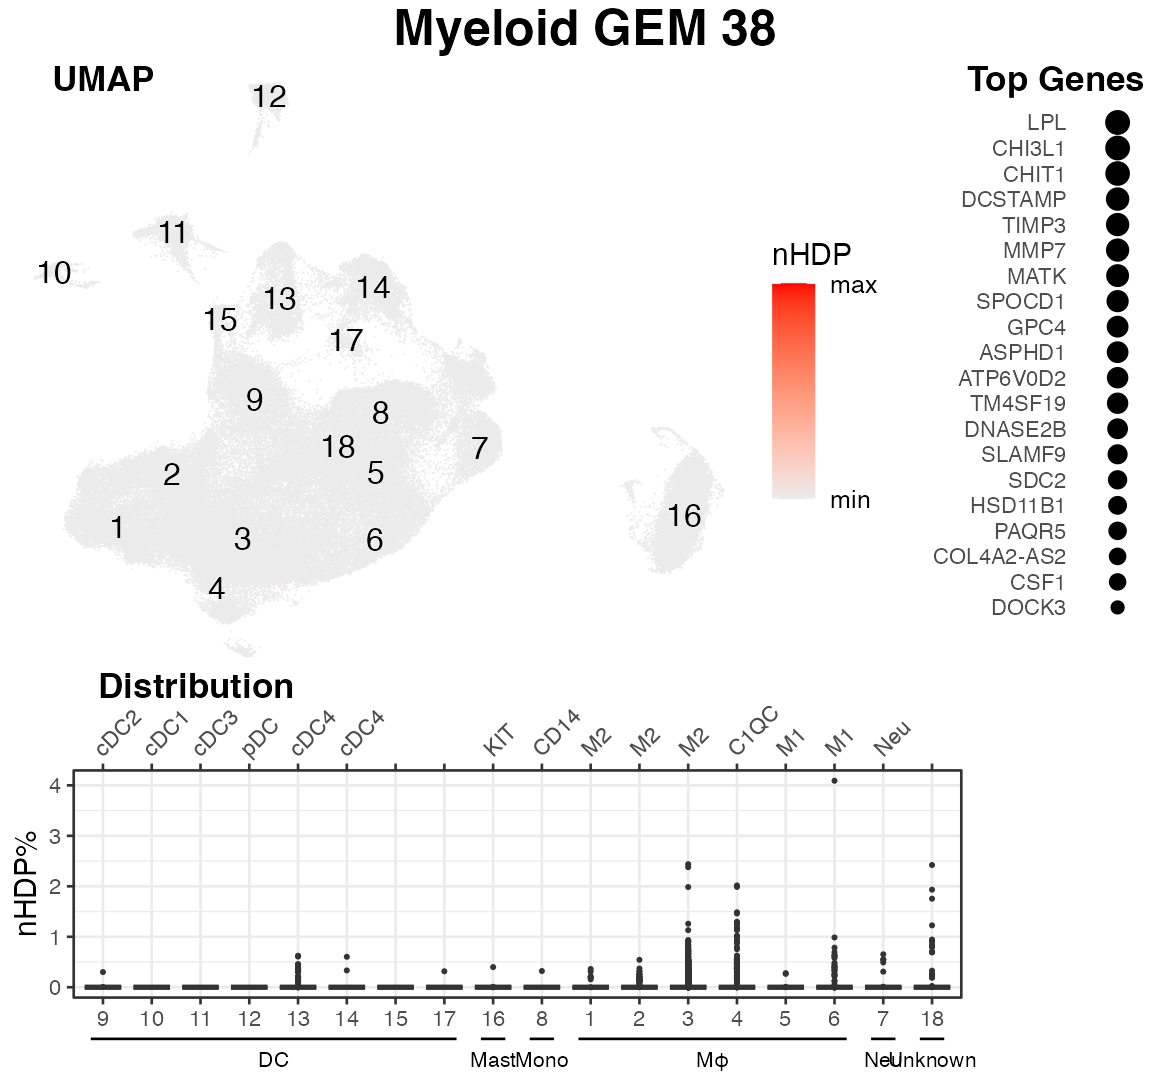 Myeloid GEM 38
UMAP
12
11
10
13
14
15
17
9
8
18
7
2
5
1
3
6
4
16
nHDP
max
min
Top Genes
LPL
CHI3L1
CHIT1
DCSTAMP
TIMP3
MMP7
MATK
SPOCD1
GPC4
ASPHD1
ATP6V0D2
TM4SF19
DNASE2B
SLAMF9
SDC2
HSD11B1
PAQR5
COL4A2-AS2
CSF1
DOCK3
Distribution
cDC2 cDC1 cDC3 pDC cDC4 cDC4 KIT CD14 M2 M2 M2 C1QC M1 M1 Neu
nHDP%
4
3
2
1
0
9 10 11 12 13 14 15 17 16 8 1 2 3 4 5 6 7 18
DC Mast Mono Mφ Neu Unknown